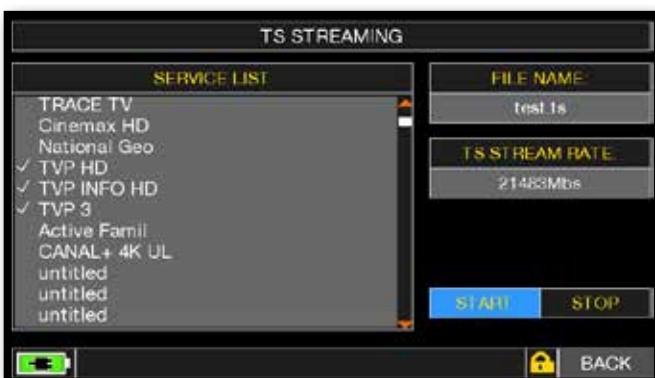 TS STREAMING
SERVICE LIST
TRACE TV
Cinemax HD
National Geo
✓ TVP HD
✓ TVP INFO HD
✓ TVP 3
Active Famil
CANAL+ 4K UL
untitled
untitled
untitled
FILE NAME:
test.ts
TS STREAM RATE:
21483Mbs
START
STOP
BACK